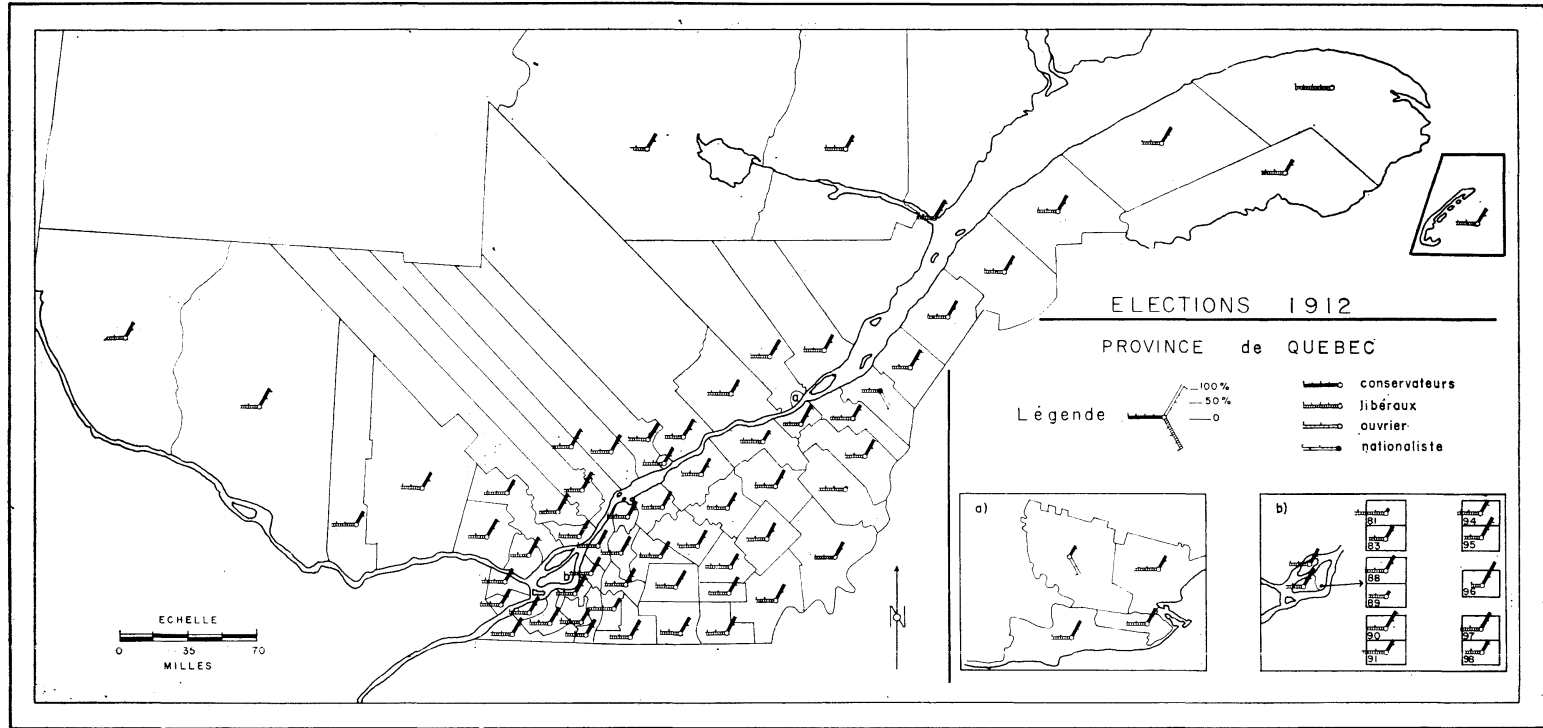 ELECTIONS 1912
PROVINCE de QUEBEC
Légende
100%
50%
0
conservateurs
libéraux
ouvrier
nationaliste
a
b
ECHELLE
0 35 70
MILLES
N
a)
b)
81
83
88
89
90
91
94
95
96
97
98